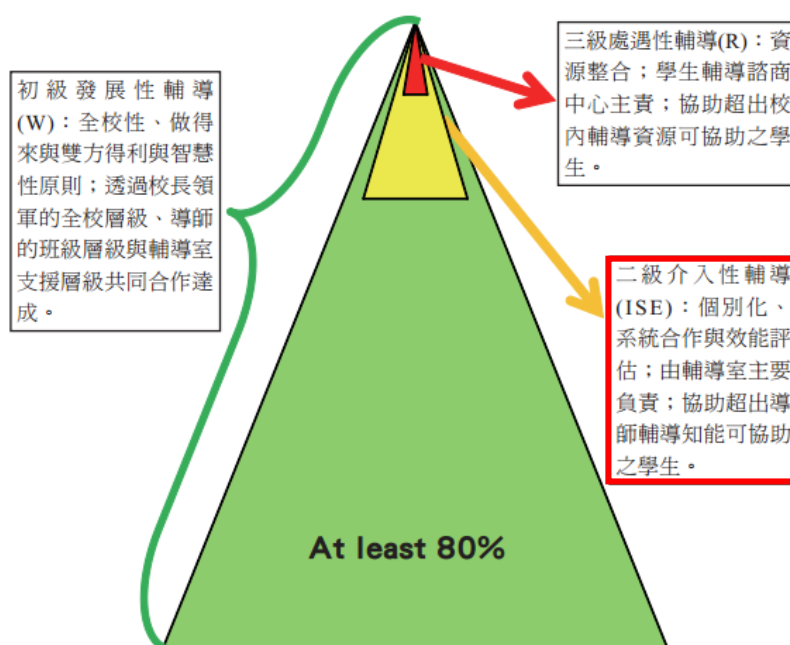 初級發展性輔導
(W)：全校性、做得
來與雙方得利與智慧
性原則；透過校長領
軍的全校層級、導師
的班級層級與輔導室
支援層級共同合作達
成。
三級處遇性輔導(R)：資
源整合；學生輔導諮商
中心主責；協助超出校
內輔導資源可協助之學
生。
二級介入性輔導
(ISE)：個別化、
系統合作與效能評
估；由輔導室主要
負責；協助超出導
師輔導知能可協助
之學生。
At least 80%